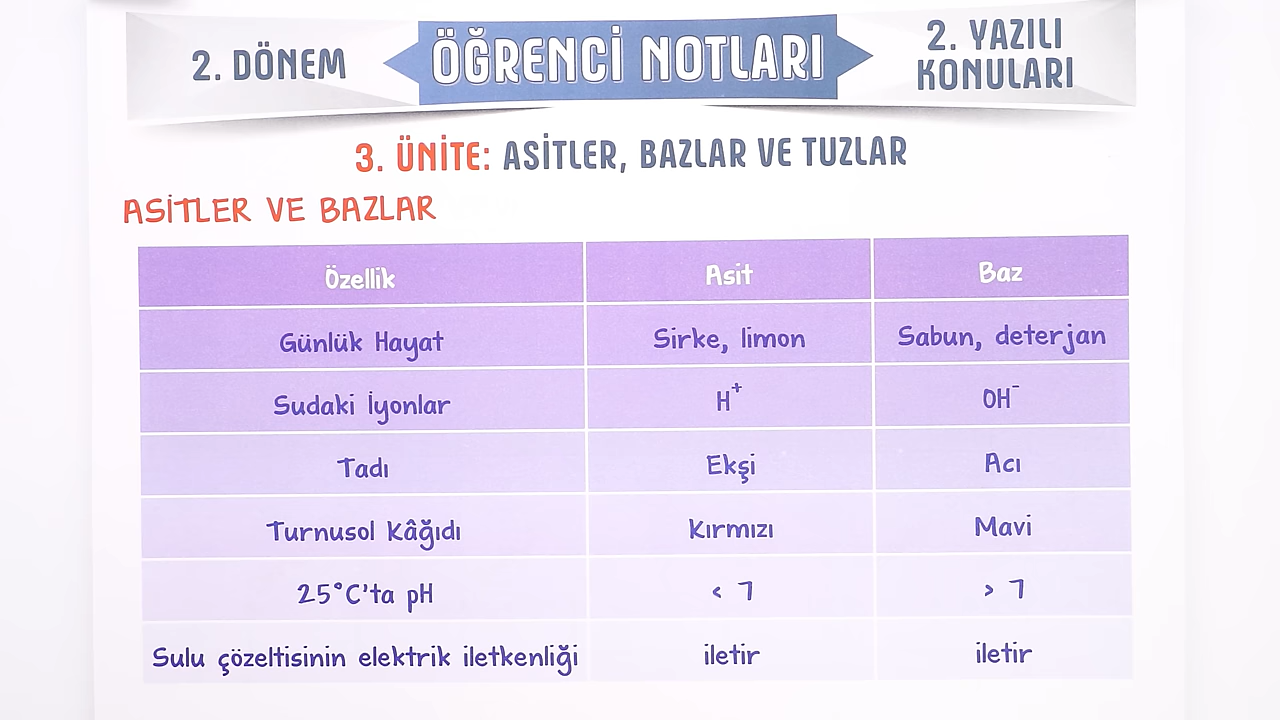 2. DÖNEM
ÖĞRENCİ NOTLARI
2. YAZILI
KONULARI
3. ÜNİTE: ASİTLER, BAZLAR VE TUZLAR
ASİTLER VE BAZLAR
Özellik Asit Baz
Günlük Hayat Sirke, limon Sabun, deterjan
Sudaki İyonlar H⁺ OH⁻
Tadı Ekşi Acı
Turnusol Kâğıdı Kırmızı Mavi
25°C'ta pH < 7 > 7
Sulu çözeltisinin elektrik iletkenliği iletir iletir